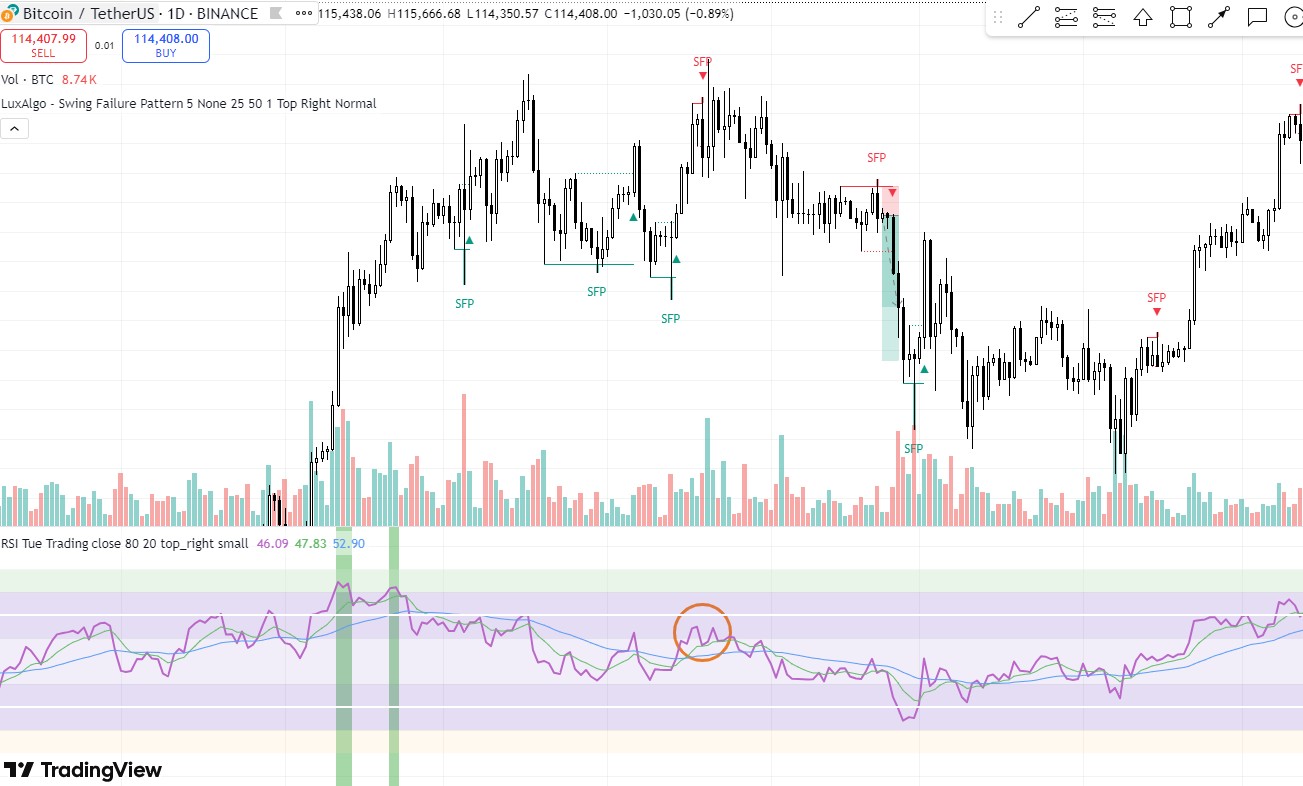 Bitcoin / TetherUS · 1D · BINANCE ••• 115,438.06 H115,666.68 L114,350.57 C114,408.00 −1,030.05 (−0.89%)
114,407.99
SELL
0.01
114,408.00
BUY
Vol · BTC 8.74 K
LuxAlgo - Swing Failure Pattern 5 None 25 50 1 Top Right Normal
SFP
SF
SFP
SFP
SFP
SFP
SFP
SFP
RSI Tue Trading close 80 20 top_right small 46.09 47.83 52.90
TradingView